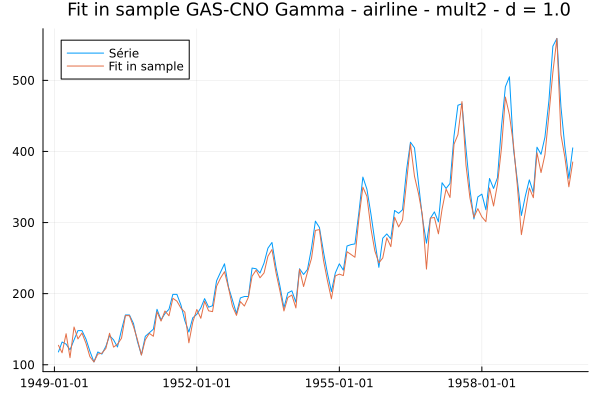 Fit in sample GAS-CNO Gamma - airline - mult2 - d = 1.0
Série
Fit in sample
500
400
300
200
100
1949-01-01 1952-01-01 1955-01-01 1958-01-01